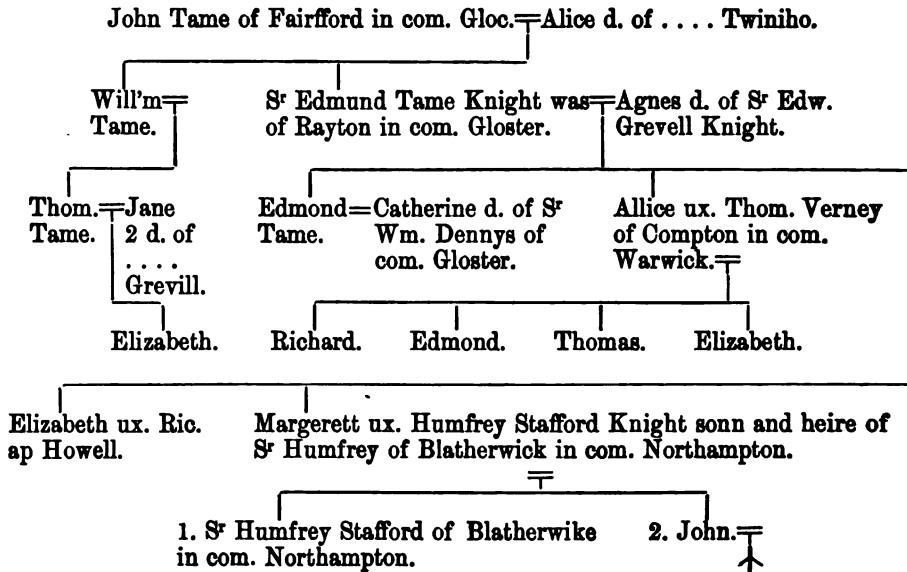 John Tame of Fairfford in com. Gloc. Alice d. of . . . . Twiniho.
Will'm
Tame.
Sʳ Edmund Tame Knight was
of Rayton in com. Gloster.
Agnes d. of Sʳ Edw.
Grevell Knight.
Thom.
Tame.
Jane
2 d. of
. . . .
Grevill.
Edmond
Tame.
Catherine d. of Sʳ
Wm. Dennys of
com. Gloster.
Allice ux. Thom. Verney
of Compton in com.
Warwick.
Elizabeth. Richard. Edmond. Thomas. Elizabeth.
Elizabeth ux. Ric.
ap Howell.
Margerett ux. Humfrey Stafford Knight sonn and heire of
Sʳ Humfrey of Blatherwick in com. Northampton.
1. Sʳ Humfrey Stafford of Blatherwike
in com. Northampton.
2. John.